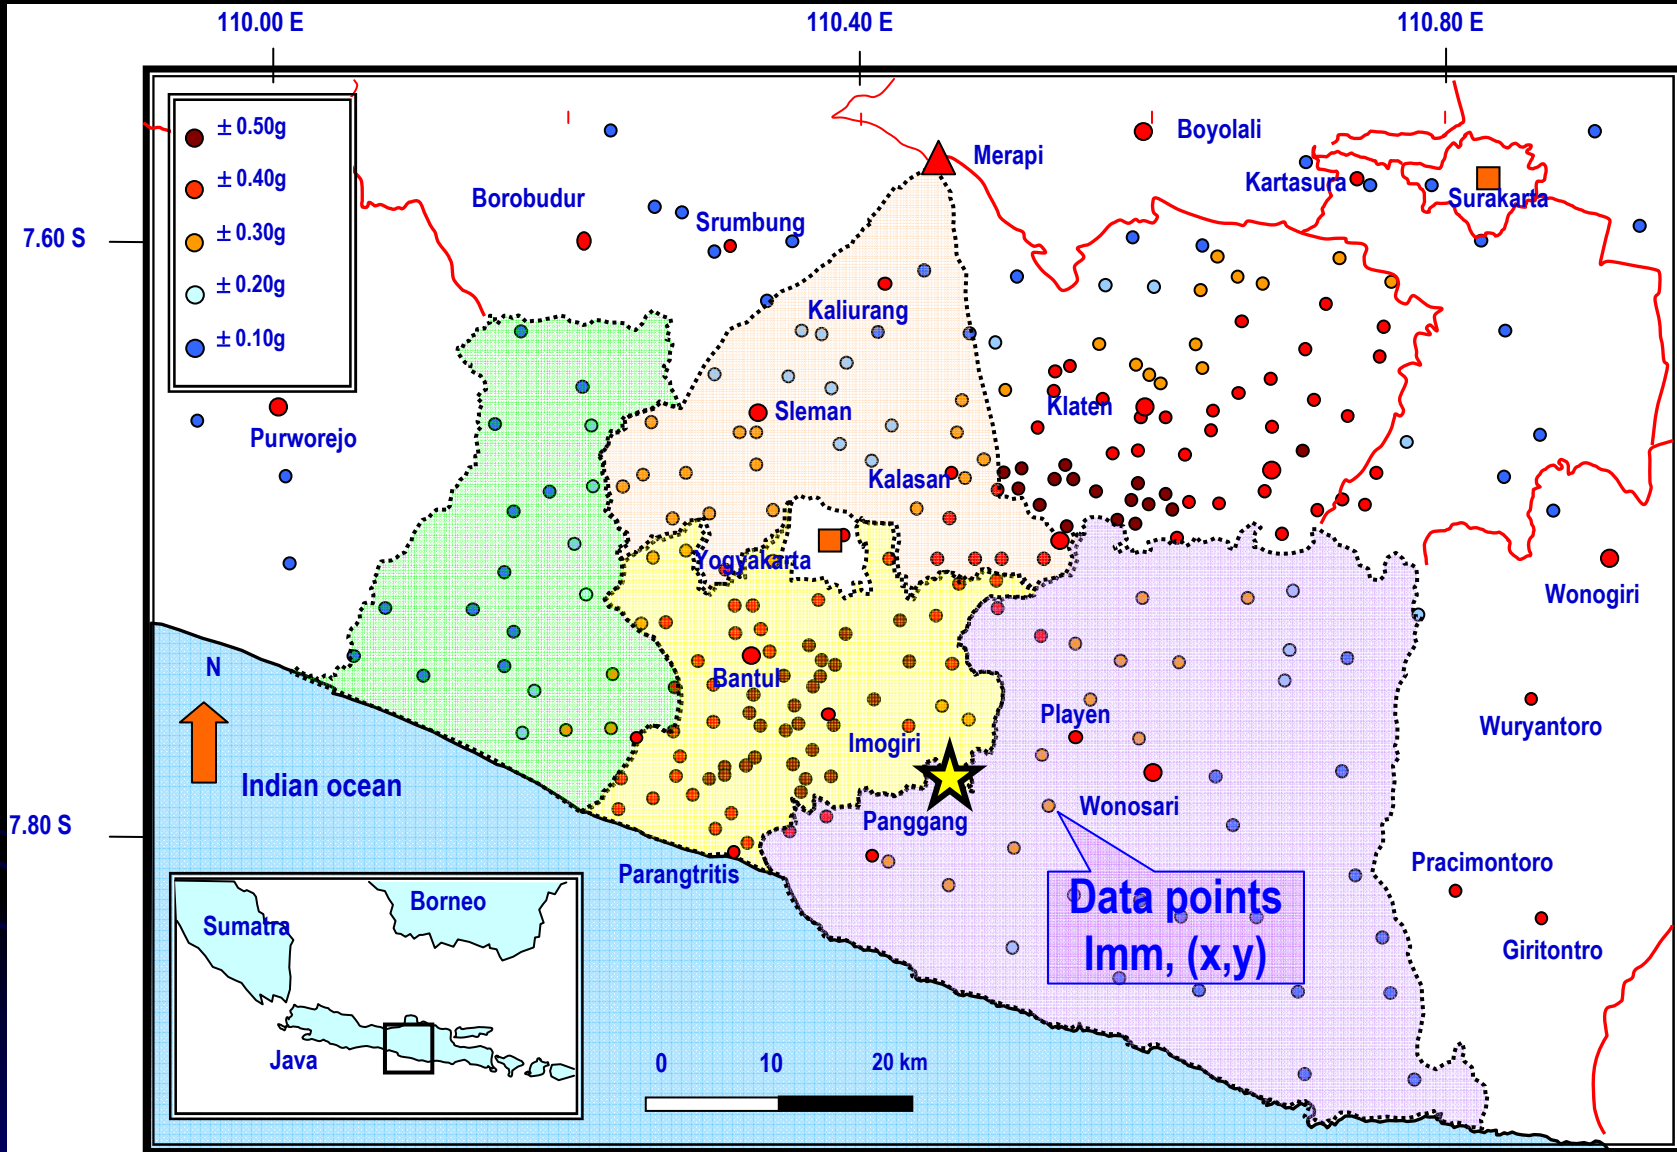 110.00 E
110.40 E
110.80 E
± 0.50g
± 0.40g
± 0.30g
± 0.20g
± 0.10g
Boyolali
Merapi
Kartasura
Surakarta
Borobudur
Srumbung
7.60 S
Kaliurang
Sleman
Klaten
Purworejo
Kalasan
Yogyakarta
Wonogiri
N
Bantul
Playen
Wuryantoro
Imogiri
Indian ocean
Wonosari
7.80 S
Panggang
Pracimontoro
Parangtritis
Data points
Imm, (x,y)
Giritontro
Borneo
Sumatra
Java
0
10
20 km